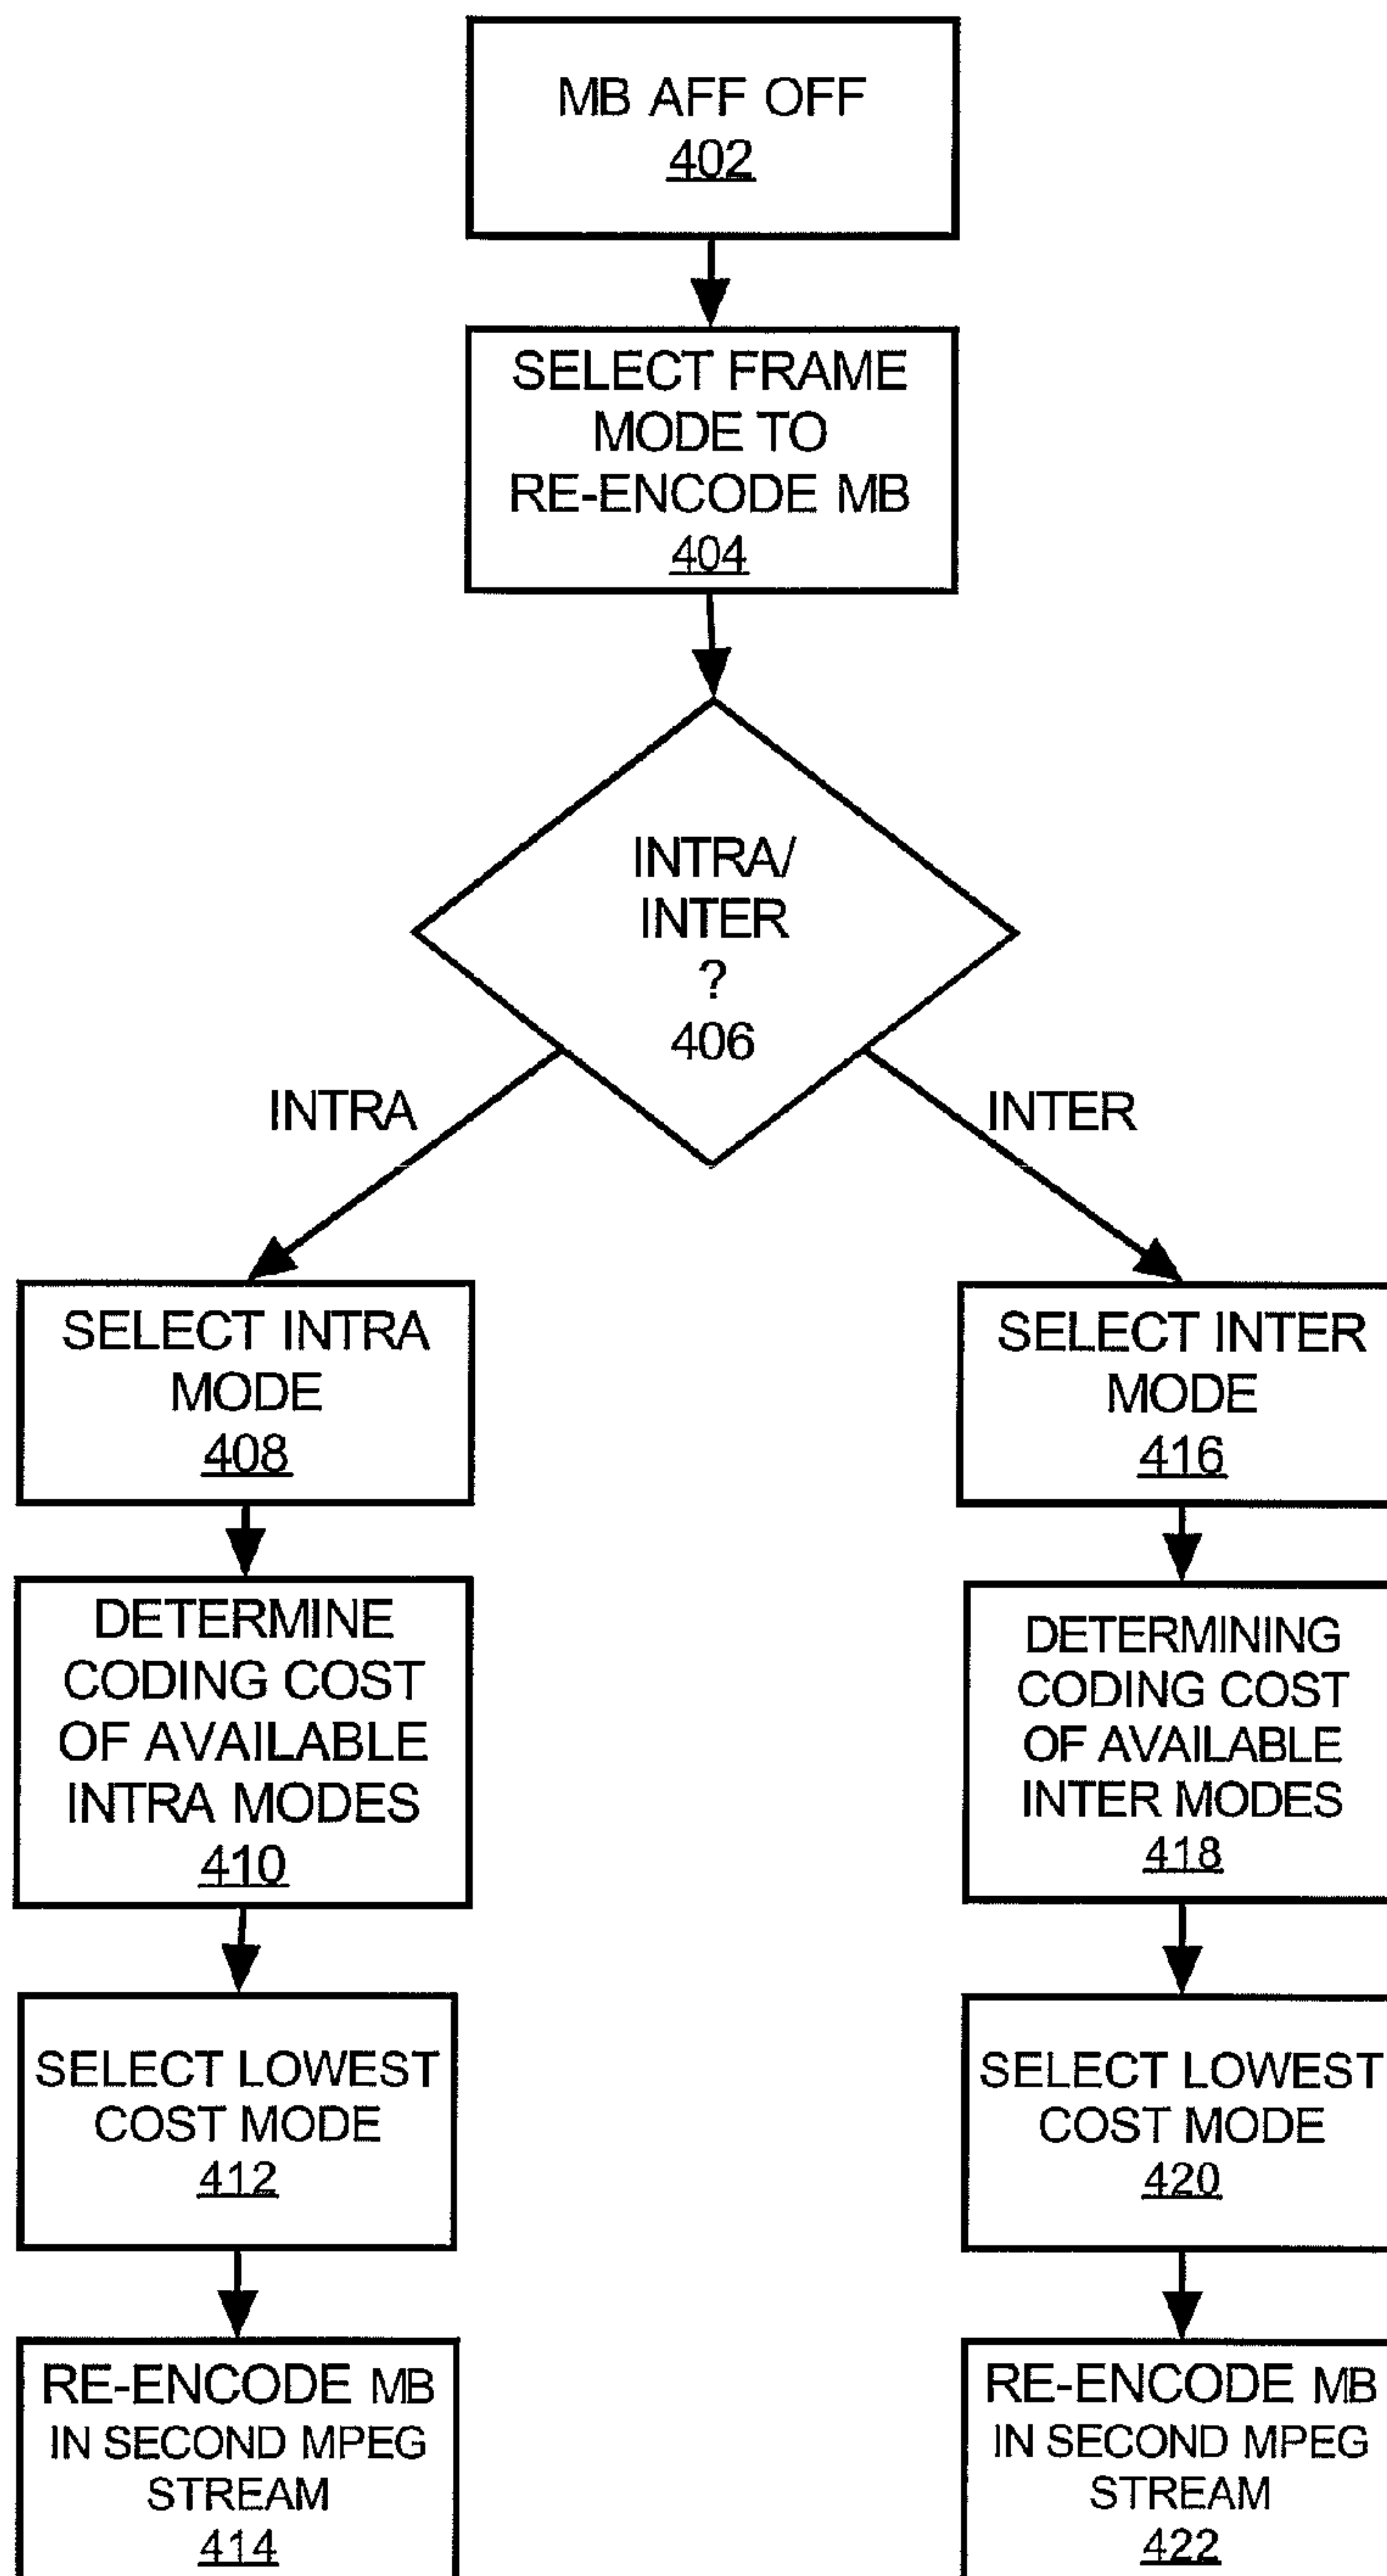 MB AFF OFF
402
SELECT FRAME
MODE TO
RE-ENCODE MB
404
INTRA/
INTER
?
406
INTRA
INTER
SELECT INTRA
MODE
408
DETERMINE
CODING COST
OF AVAILABLE
INTRA MODES
410
SELECT LOWEST
COST MODE
412
RE-ENCODE MB
IN SECOND MPEG
STREAM
414
SELECT INTER
MODE
416
DETERMINING
CODING COST
OF AVAILABLE
INTER MODES
418
SELECT LOWEST
COST MODE
420
RE-ENCODE MB
IN SECOND MPEG
STREAM
422